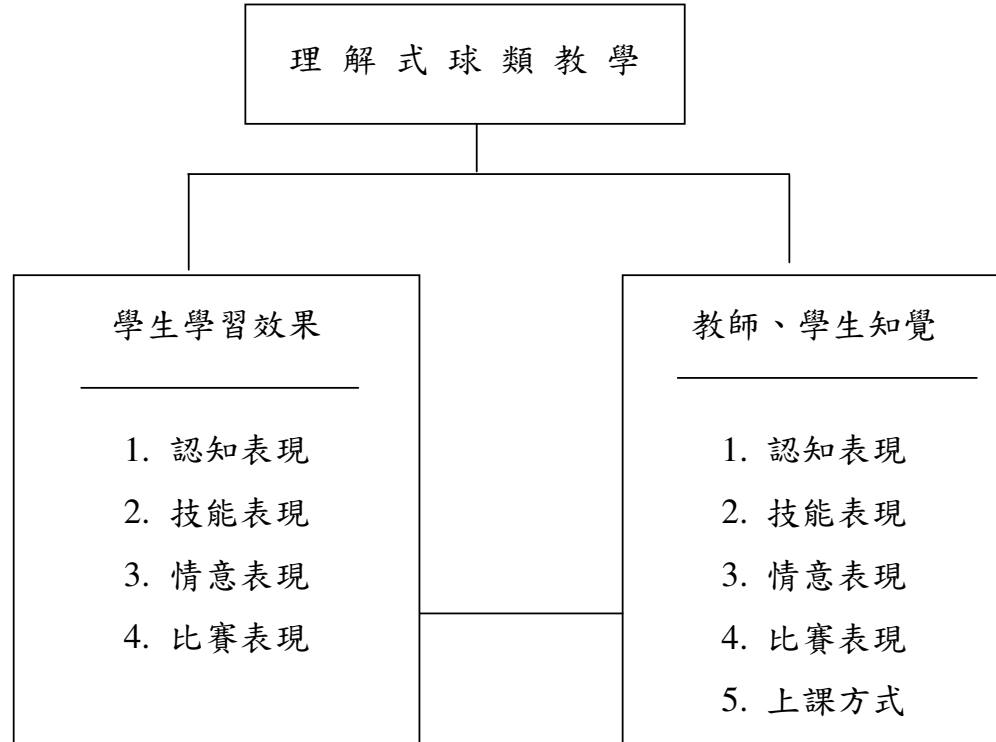 理解式球類教學
學生學習效果
1. 認知表現
2. 技能表現
3. 情意表現
4. 比賽表現
教師、學生知覺
1. 認知表現
2. 技能表現
3. 情意表現
4. 比賽表現
5. 上課方式